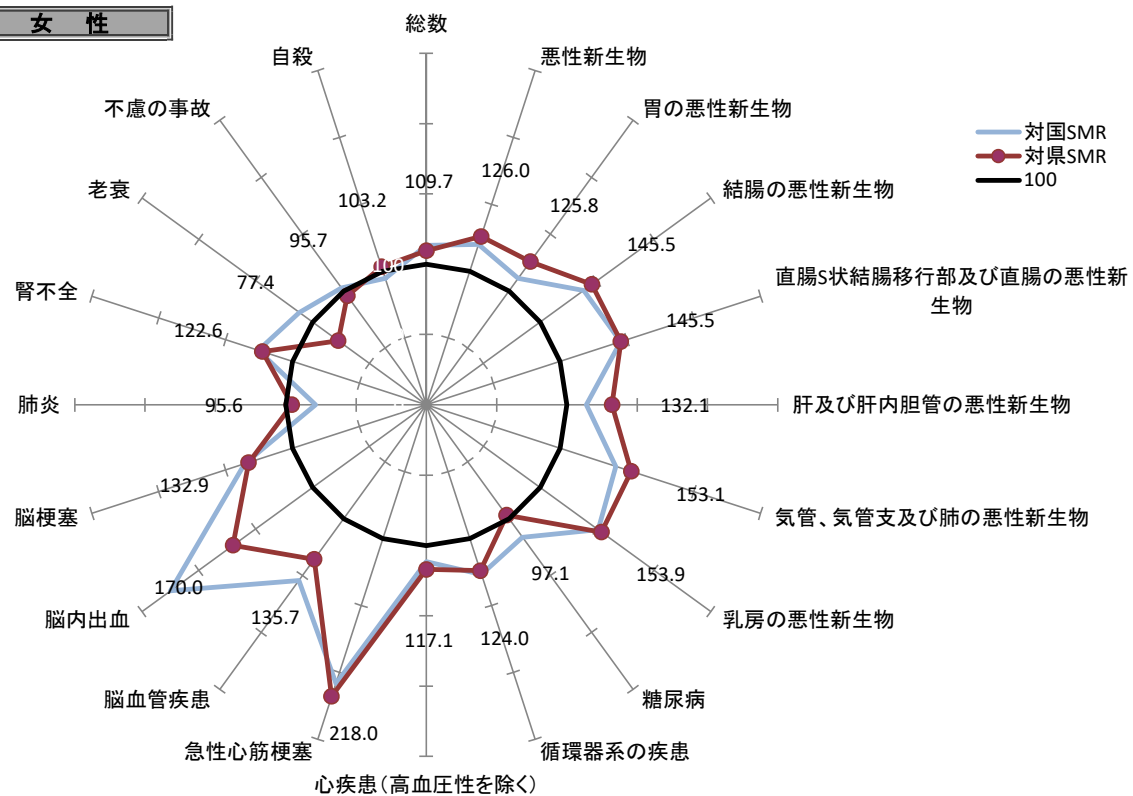 女 性
総数
自殺
悪性新生物
不慮の事故
胃の悪性新生物
対国SMR
対県SMR
100
老衰
結腸の悪性新生物
腎不全
直腸S状結腸移行部及び直腸の悪性新
生物
肺炎
肝及び肝内胆管の悪性新生物
脳梗塞
気管、気管支及び肺の悪性新生物
脳内出血
乳房の悪性新生物
脳血管疾患
糖尿病
急性心筋梗塞
循環器系の疾患
心疾患(高血圧性を除く)
109.7
126.0
125.8
145.5
145.5
132.1
153.1
153.9
97.1
124.0
117.1
218.0
135.7
170.0
132.9
95.6
122.6
77.4
95.7
103.2
100